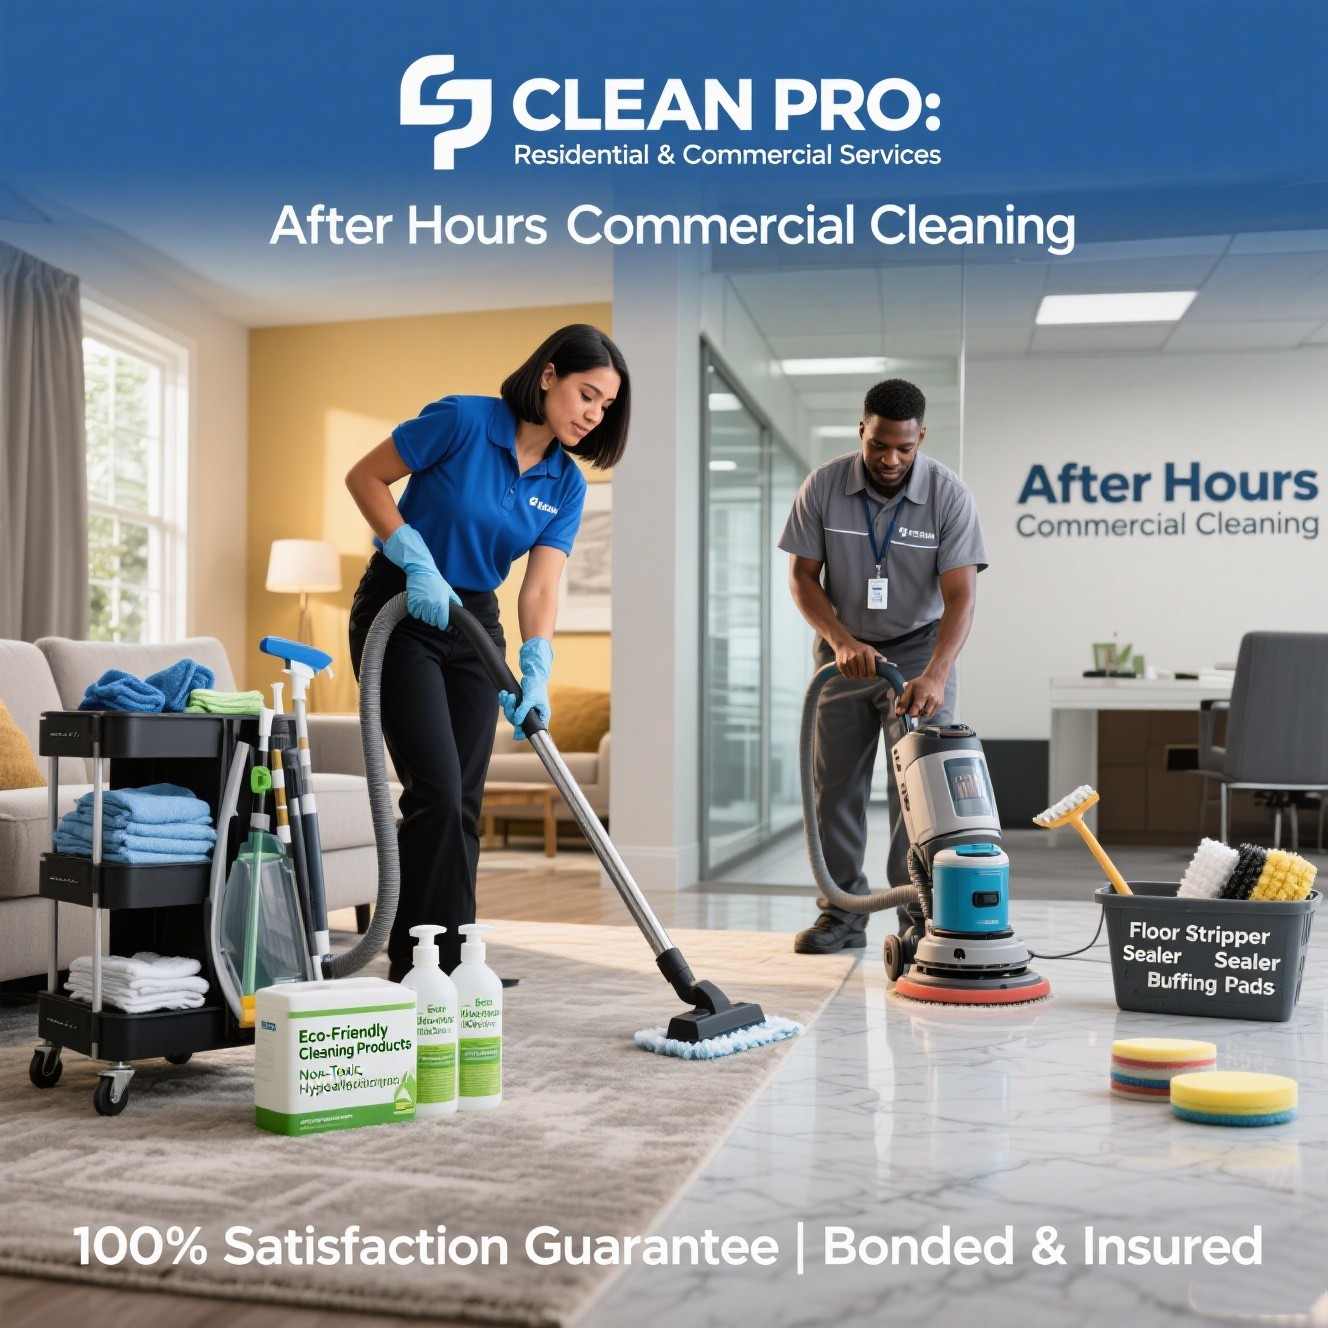 CLEAN PRO:
Residential & Commercial Services
After Hours Commercial Cleaning
After Hours
Commercial Cleaning
Floor Stripper
Sealer Sealer
Buffing Pads
Eco-Friendly
Cleaning Products
100% Satisfaction Guarantee | Bonded & Insured